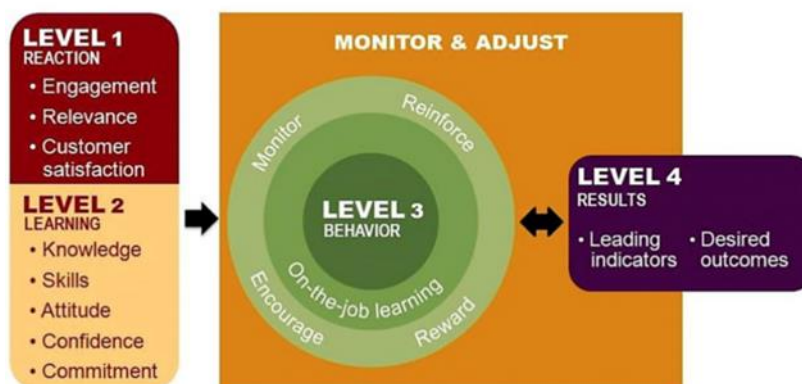 LEVEL 1
REACTION
• Engagement
• Relevance
• Customer
satisfaction
LEVEL 2
LEARNING
• Knowledge
• Skills
• Attitude
• Confidence
• Commitment
MONITOR & ADJUST
Monitor
Reinforce
LEVEL 3
BEHAVIOR
On-the-job learning
Encourage
Reward
LEVEL 4
RESULTS
• Leading
indicators
• Desired
outcomes